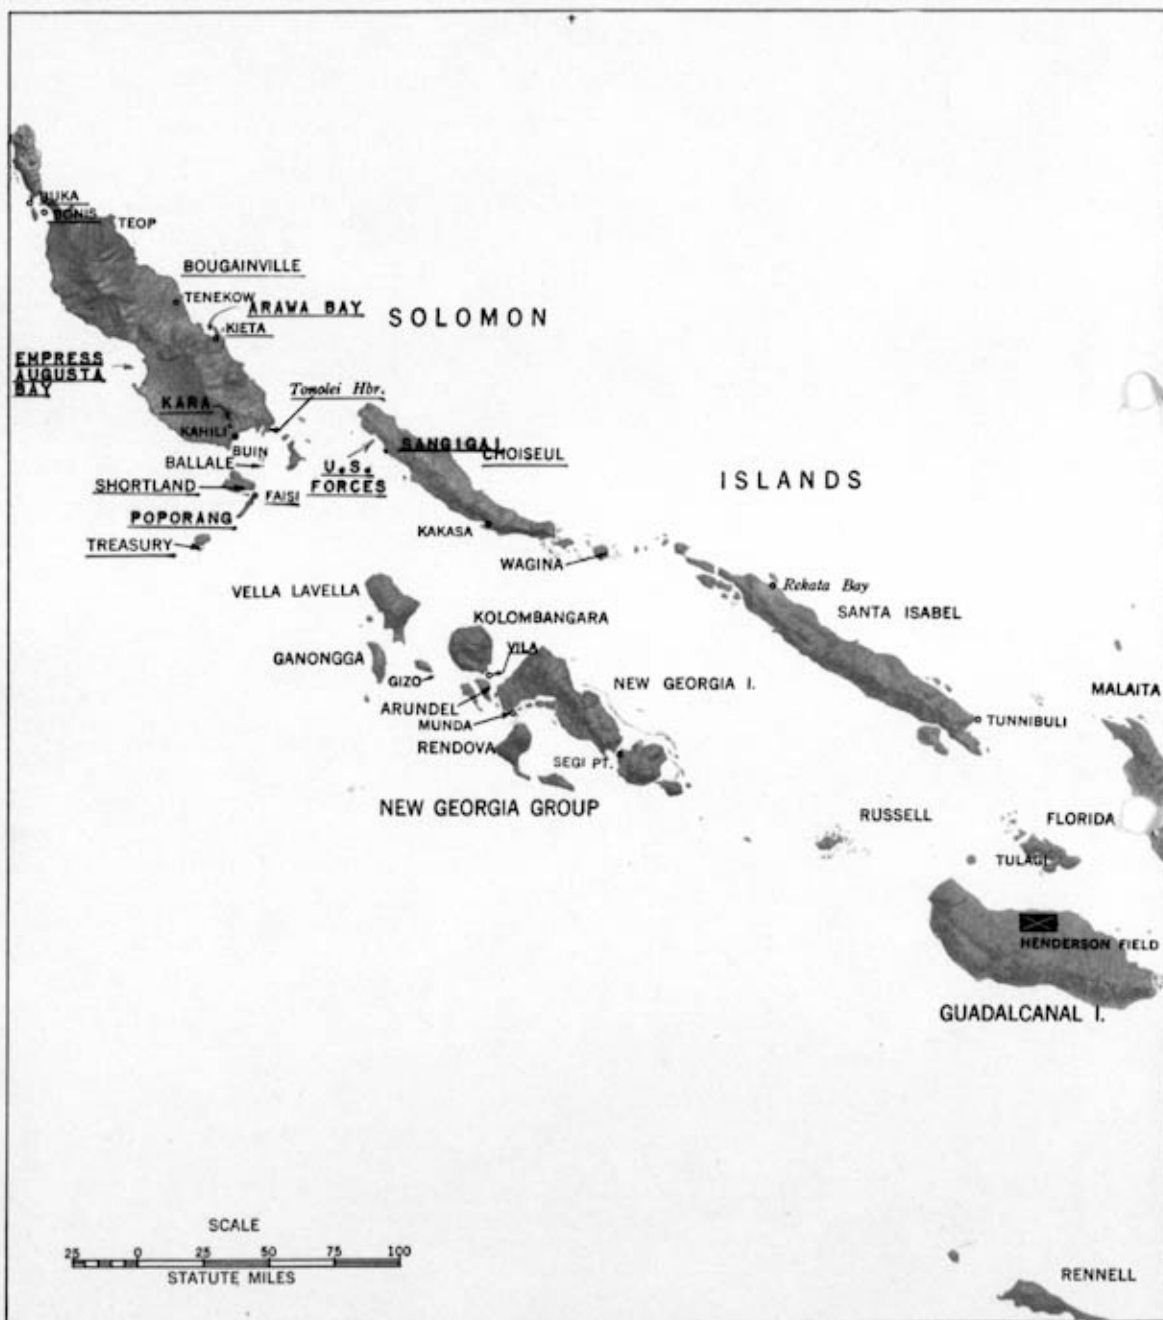 BUKA
BONIS
TEOP
BOUGAINVILLE
TENEKOW
ARAWA BAY
KIETA
SOLOMON
EMPRESS
AUGUSTA
BAY
Tonolei Hbr.
KARA
KAHILI
BUIN
BALLALE
SANGIGAI
CHOISEUL
U.S.
FORCES
ISLANDS
SHORTLAND
FAISI
POPORANG
TREASURY
KAKASA
WAGINA
Rekata Bay
SANTA ISABEL
VELLA LAVELLA
KOLOMBANGARA
VILA
GANONGGA
GIZO
NEW GEORGIA I.
ARUNDEL
MUNDA
RENDOVA
SEGI PT.
MALAITA
TUNNIBULI
NEW GEORGIA GROUP
RUSSELL
FLORIDA
TULAGI
HENDERSON FIELD
GUADALCANAL I.
SCALE
25 0 25 50 75 100
STATUTE MILES
RENNELL